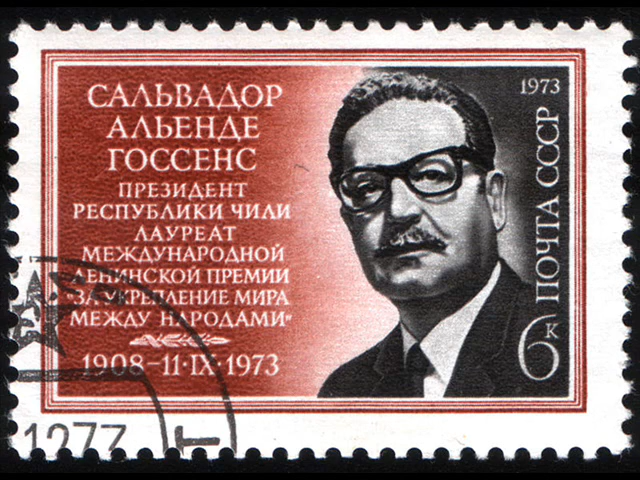 САЛЬВАДОР
АЛЬЕНДЕ
ГОССЕНС
ПРЕЗИДЕНТ
РЕСПУБЛИКИ ЧИЛИ
ЛАУРЕАТ
МЕЖДУНАРОДНОЙ
ЛЕНИНСКОЙ ПРЕМИИ
"ЗА УКРЕПЛЕНИЕ МИРА
МЕЖДУ НАРОДАМИ"
1908–11·IX·1973
1973
ПОЧТА СССР
6 К